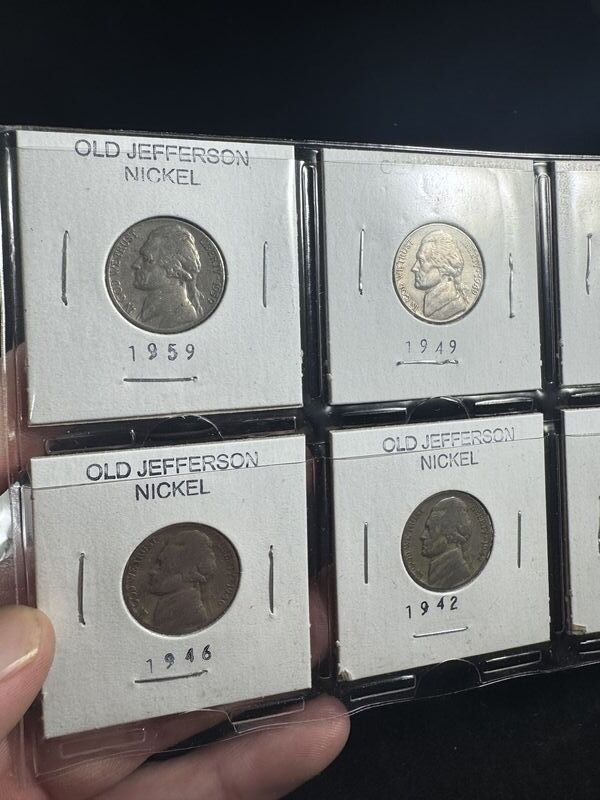 OLD JEFFERSON
NICKEL
1959
1949
OLD JEFFERSON
NICKEL
1946
OLD JEFFERSON
NICKEL
1942